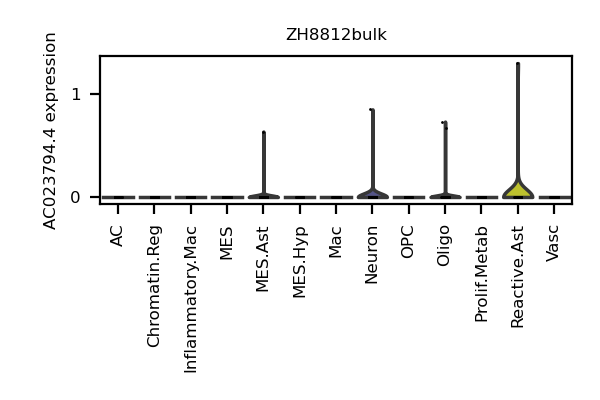 ZH8812bulk
AC023794.4 expression
1
0
AC
Chromatin.Reg
Inflammatory.Mac
MES
MES.Ast
MES.Hyp
Mac
Neuron
OPC
Oligo
Prolif.Metab
Reactive.Ast
Vasc